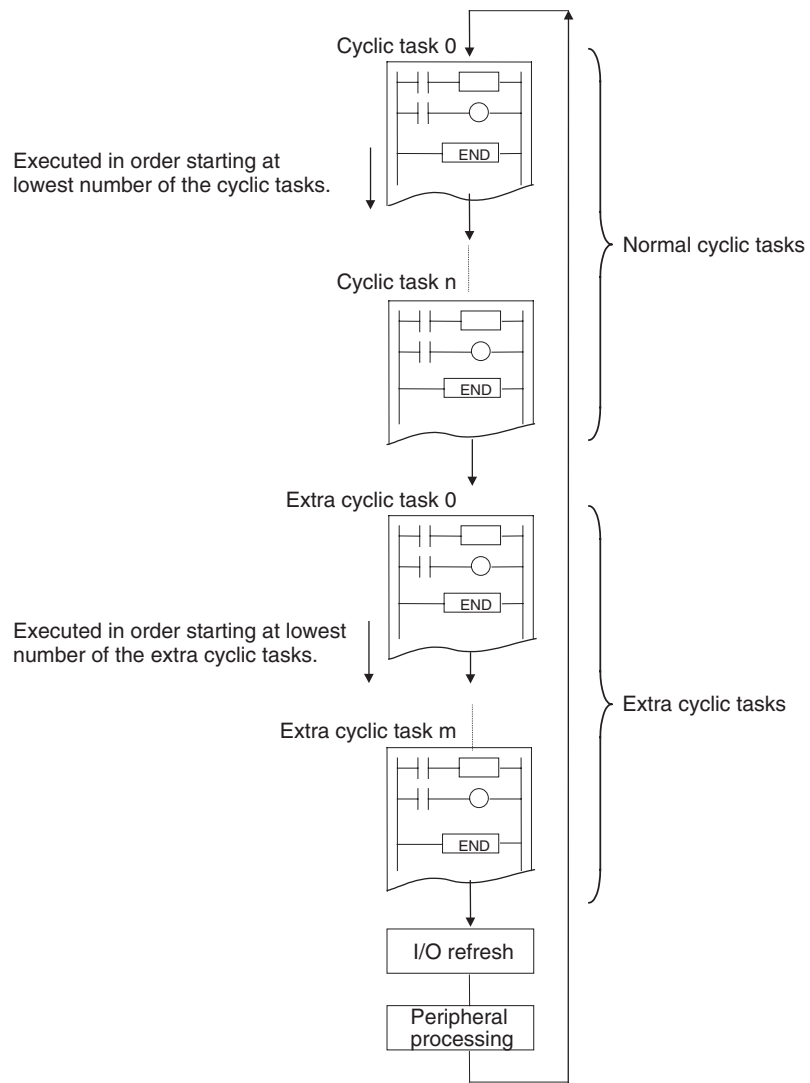 Cyclic task 0
END
Executed in order starting at
lowest number of the cyclic tasks.
Normal cyclic tasks
Cyclic task n
END
Extra cyclic task 0
END
Executed in order starting at lowest
number of the extra cyclic tasks.
Extra cyclic tasks
Extra cyclic task m
END
I/O refresh
Peripheral
processing